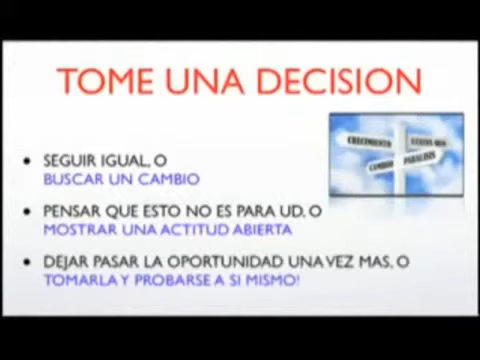 TOME UNA DECISION
CRECIMIENTO
CAMBIO
PARALISIS
SEGUIR IGUAL, O
BUSCAR UN CAMBIO
PENSAR QUE ESTO NO ES PARA UD, O
MOSTRAR UNA ACTITUD ABIERTA
DEJAR PASAR LA OPORTUNIDAD UNA VEZ MAS, O
TOMARLA Y PROBARSE A SI MISMO!